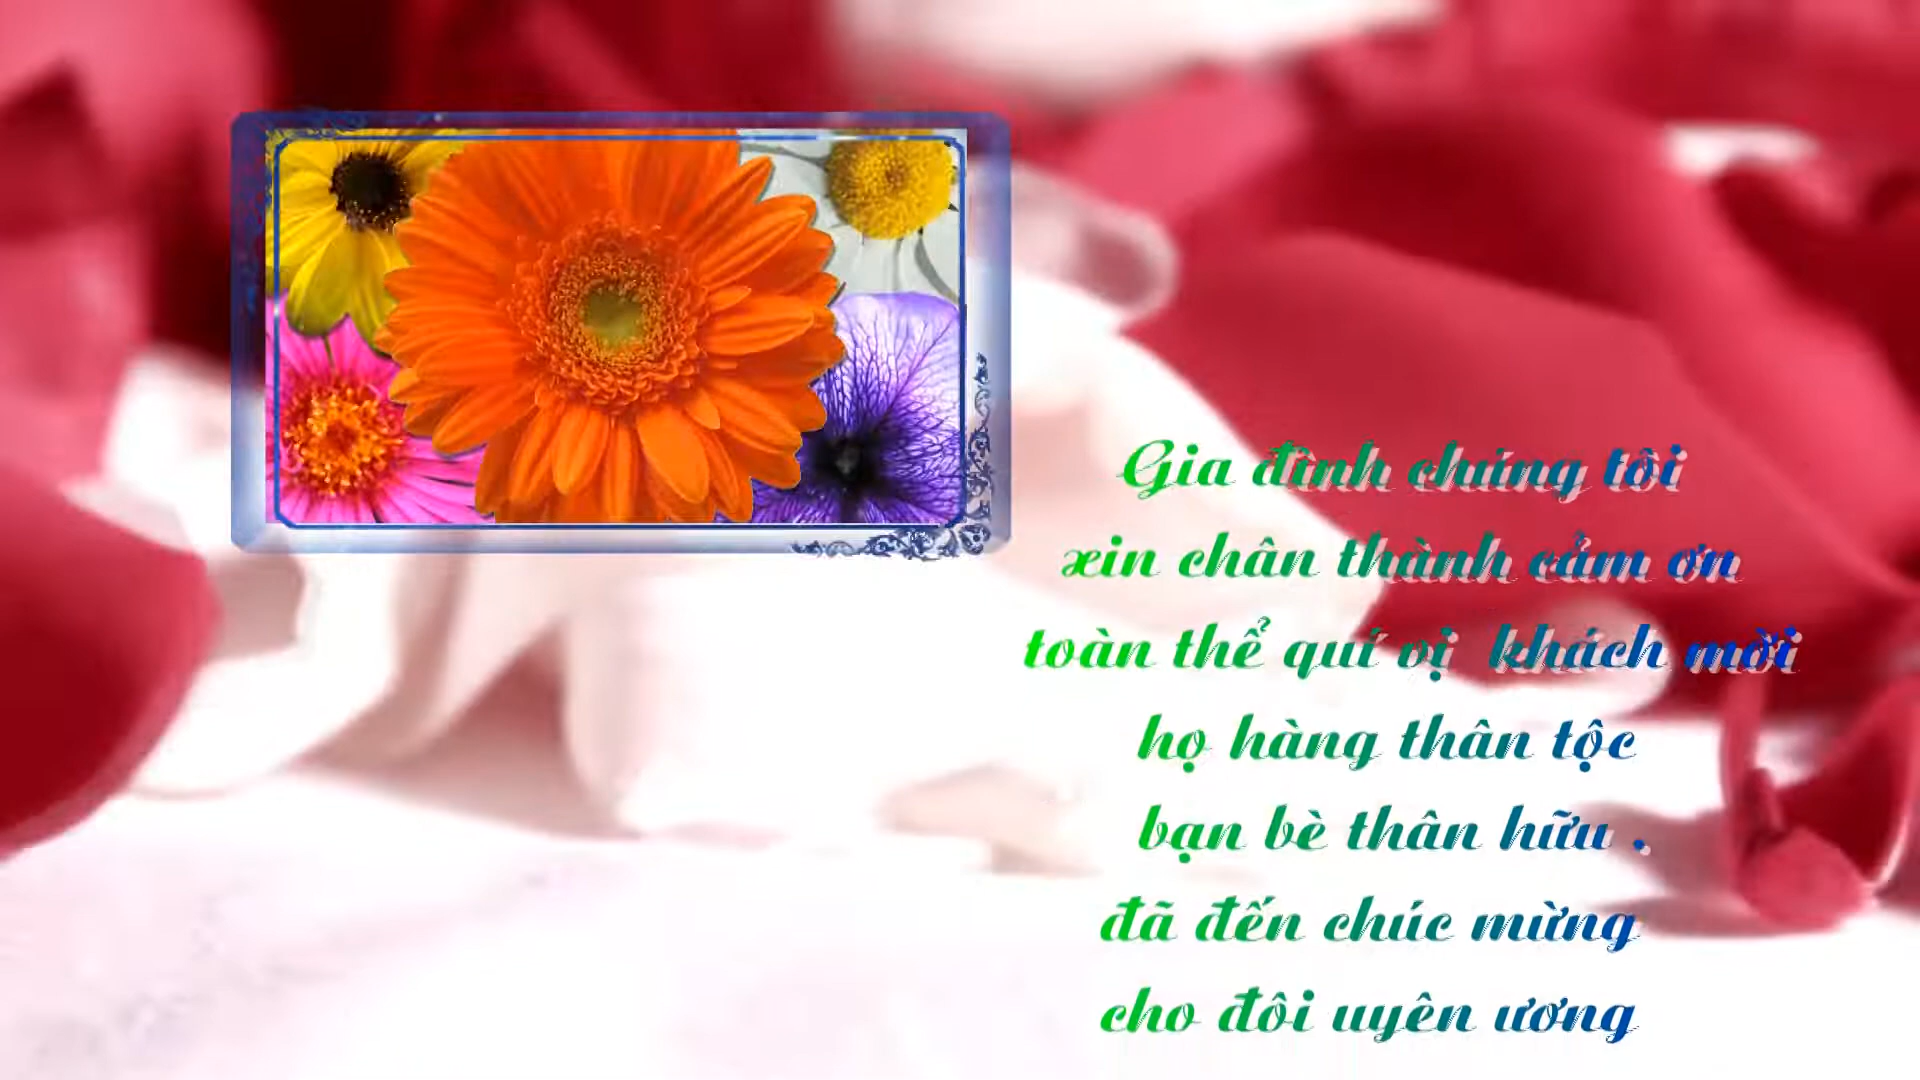 Gia đình chúng tôi
xin chân thành cảm ơn
toàn thể quí vị khách mời
họ hàng thân tộc
bạn bè thân hữu .
đã đến chúc mừng
cho đôi uyên ương